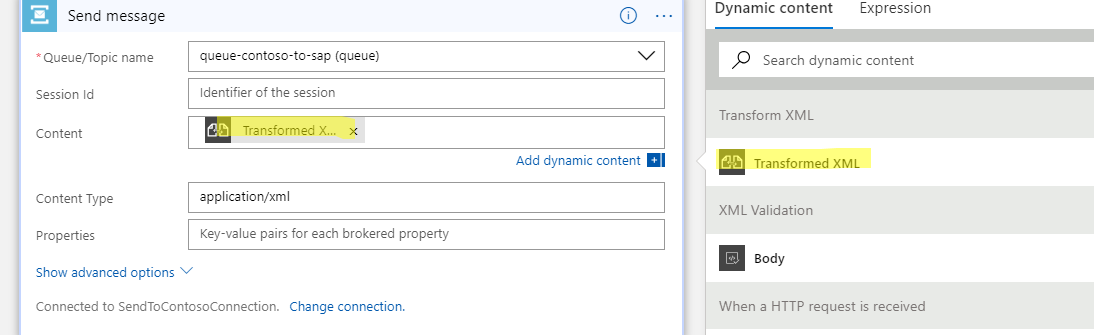 Send message
* Queue/Topic name
queue-contoso-to-sap (queue)
Session Id
Identifier of the session
Content
Transformed X... ×
Add dynamic content
Content Type
application/xml
Properties
Key-value pairs for each brokered property
Show advanced options
Connected to SendToContosoConnection. Change connection.
Dynamic content Expression
Search dynamic content
Transform XML
Transformed XML
XML Validation
Body
When a HTTP request is received